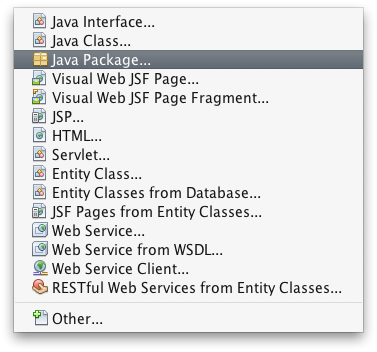 Java Interface...
Java Class...
Java Package...
Visual Web JSF Page...
Visual Web JSF Page Fragment...
JSP...
HTML...
Servlet...
Entity Class...
Entity Classes from Database...
JSF Pages from Entity Classes...
Web Service...
Web Service from WSDL...
Web Service Client...
RESTful Web Services from Entity Classes...
Other...